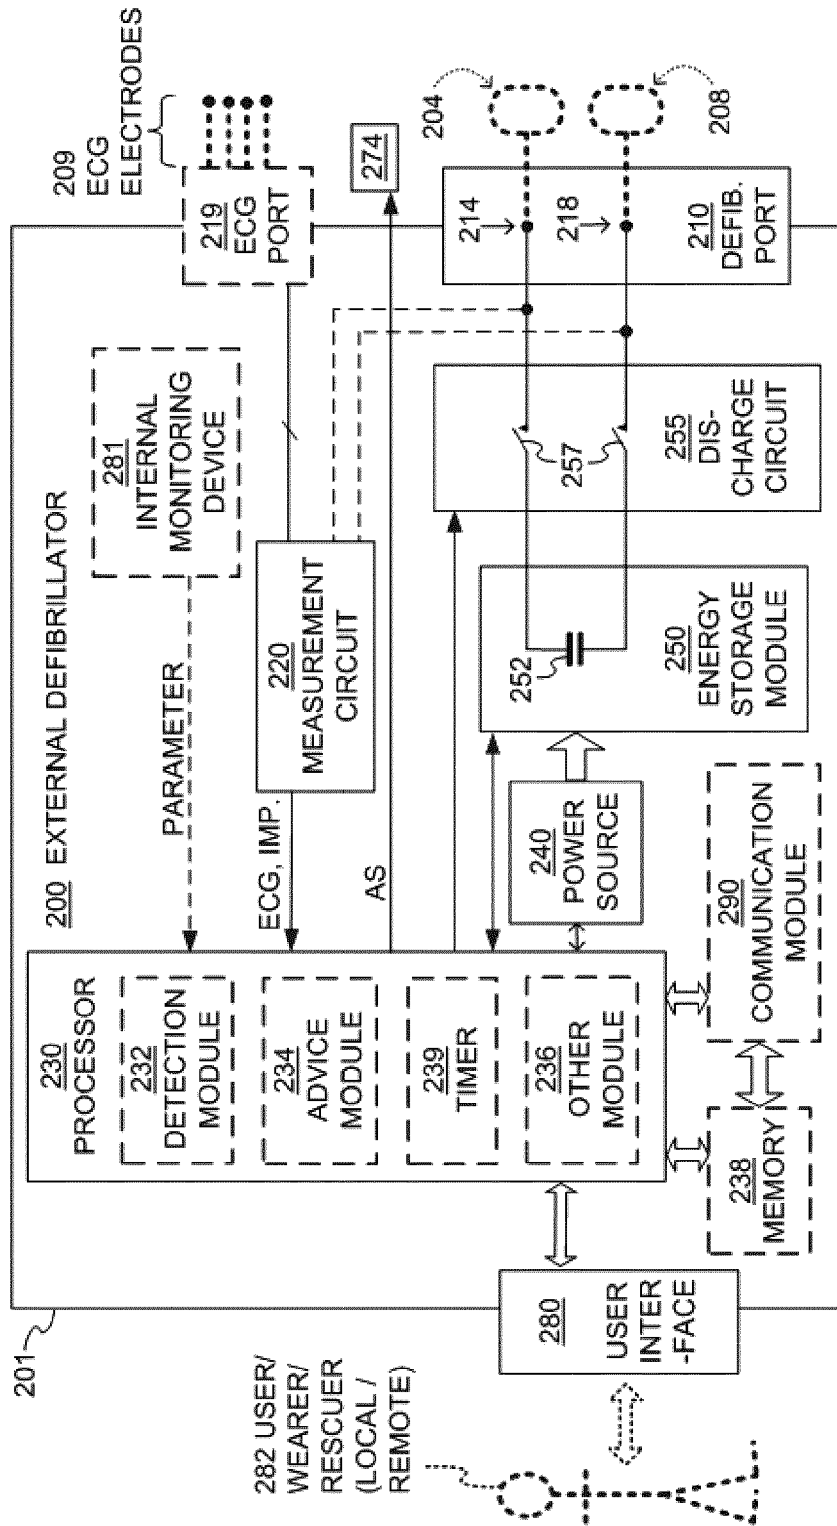 209
ECG
ELECTRODES
219
ECG
PORT
274
204
208
214
218
210
DEFIB.
PORT
200 EXTERNAL DEFIBRILLATOR
281
INTERNAL
MONITORING
DEVICE
PARAMETER
220
MEASUREMENT
CIRCUIT
ECG, IMP.
AS
257
255
DIS-
CHARGE
CIRCUIT
252
250
ENERGY
STORAGE
MODULE
240
POWER
SOURCE
290
COMMUNICATION
MODULE
230
PROCESSOR
232
DETECTION
MODULE
234
ADVICE
MODULE
239
TIMER
236
OTHER
MODULE
238
MEMORY
201
280
USER
INTER
-FACE
282 USER/
WEARER/
RESCUER
(LOCAL /
REMOTE)